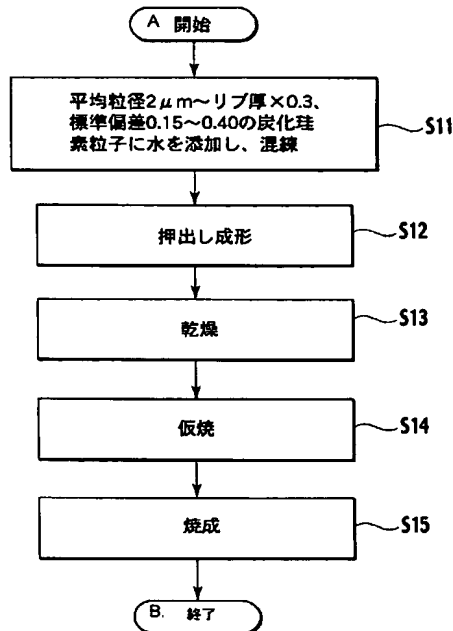 A 開始
平均粒径2μm~リブ厚×0.3、
標準偏差0.15~0.40の炭化珪
素粒子に水を添加し、混練
S11
押出し成形
S12
乾燥
S13
仮焼
S14
焼成
S15
B. 終了